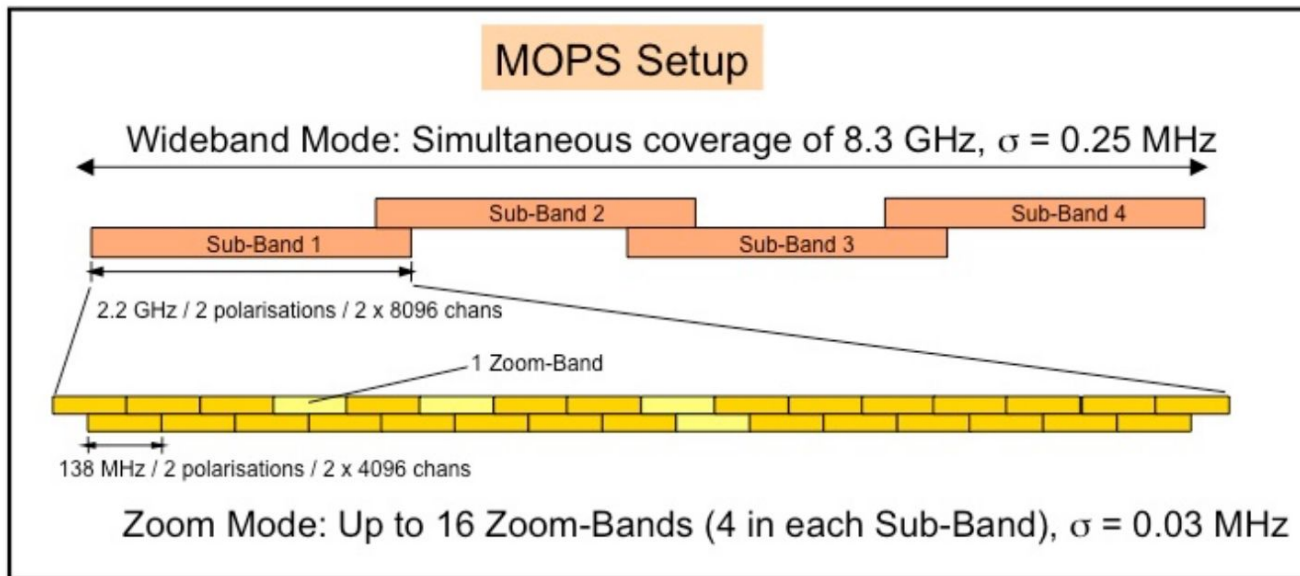 MOPS Setup
Wideband Mode: Simultaneous coverage of 8.3 GHz, σ = 0.25 MHz
Sub-Band 2
Sub-Band 4
Sub-Band 1
Sub-Band 3
2.2 GHz / 2 polarisations / 2 x 8096 chans
1 Zoom-Band
138 MHz / 2 polarisations / 2 x 4096 chans
Zoom Mode: Up to 16 Zoom-Bands (4 in each Sub-Band), σ = 0.03 MHz